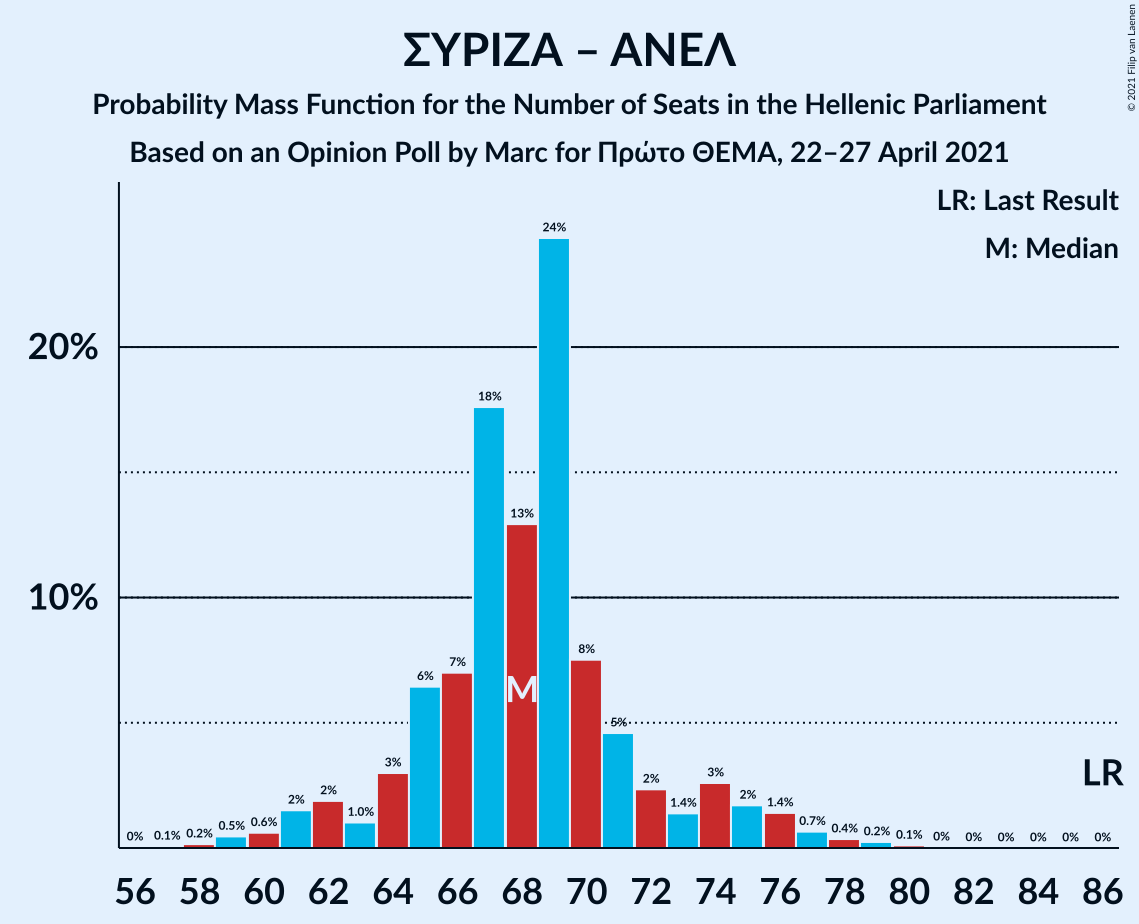 ΣΥΡΙΖΑ – ΑΝΕΛ
Probability Mass Function for the Number of Seats in the Hellenic Parliament
Based on an Opinion Poll by Marc for Πρώτο ΘΕΜΑ, 22–27 April 2021
© 2021 Filip van Laenen
LR: Last Result
M: Median
20%
10%
0% 0.1% 0.2% 0.5% 0.6% 2% 2% 1.0% 3% 6% 7% 18% 13% 24% 8% 5% 2% 1.4% 3% 2% 1.4% 0.7% 0.4% 0.2% 0.1% 0% 0% 0% 0% 0% 0%
M
LR
56 58 60 62 64 66 68 70 72 74 76 78 80 82 84 86